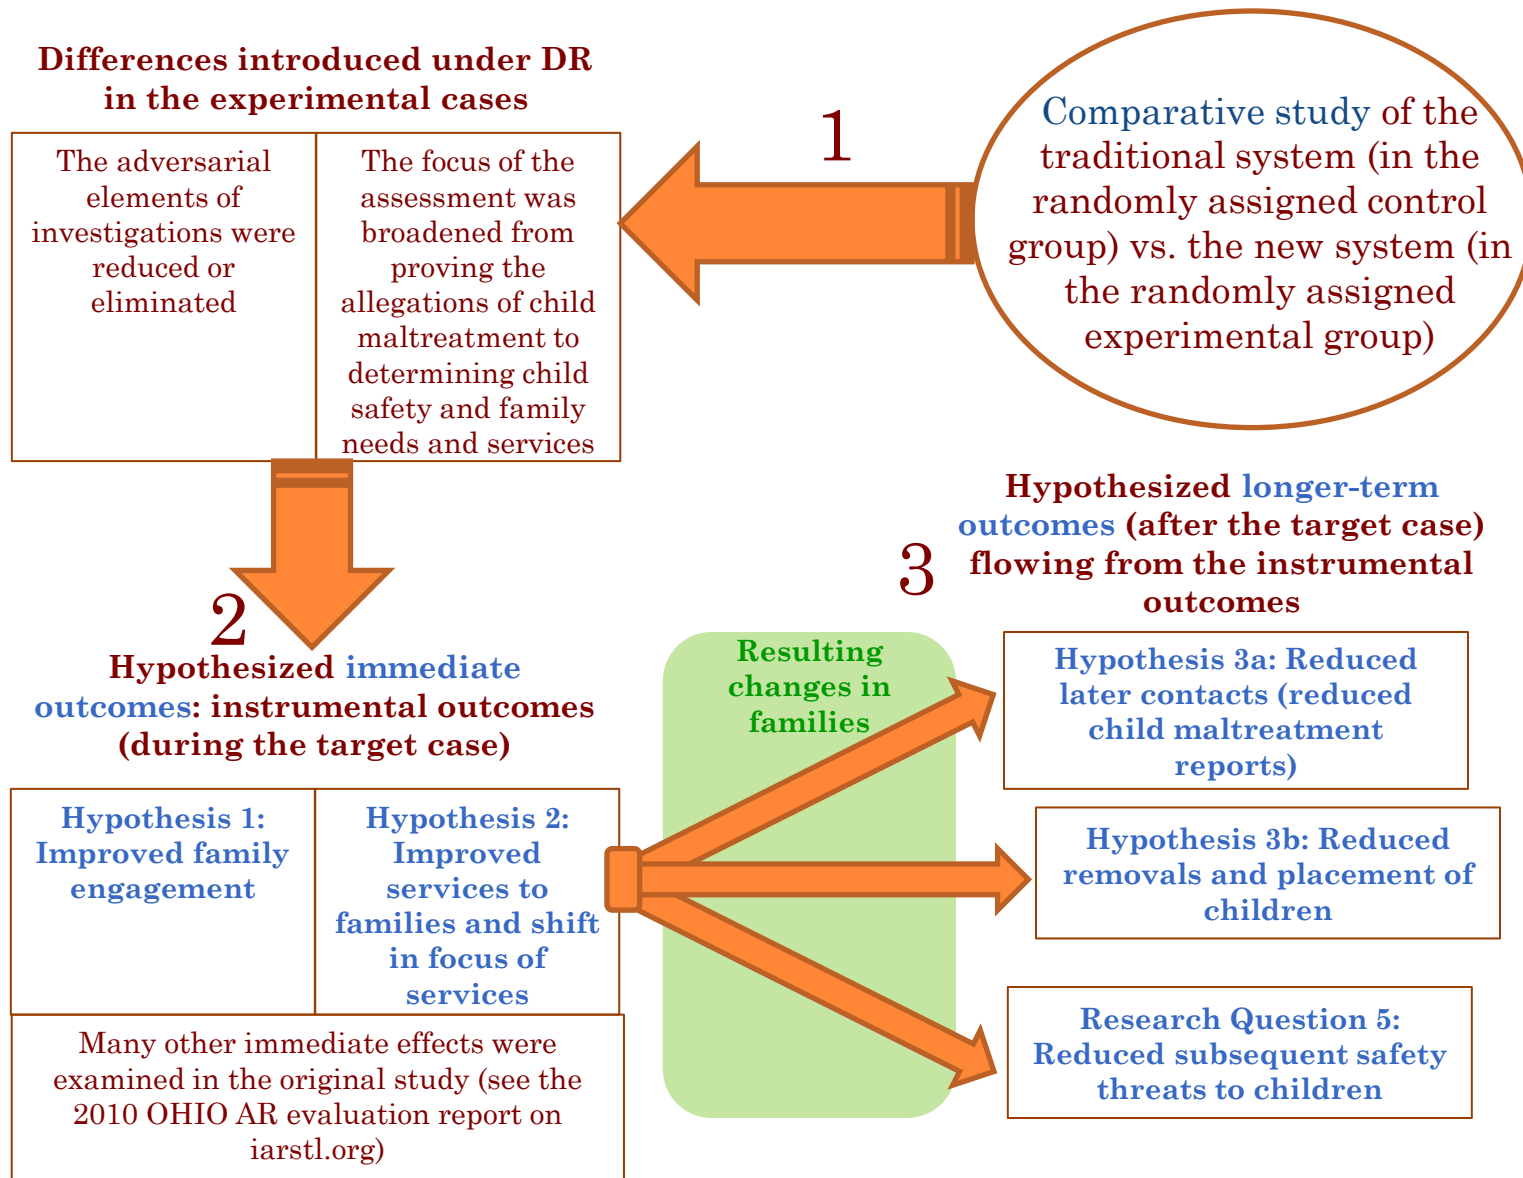 Differences introduced under DR
in the experimental cases
The adversarial
elements of
investigations were
reduced or
eliminated
The focus of the
assessment was
broadened from
proving the
allegations of child
maltreatment to
determining child
safety and family
needs and services
1
Comparative study of the
traditional system (in the
randomly assigned control
group) vs. the new system (in
the randomly assigned
experimental group)
2
Hypothesized immediate
outcomes: instrumental outcomes
(during the target case)
Hypothesis 1:
Improved family
engagement
Hypothesis 2:
Improved
services to
families and shift
in focus of
services
Many other immediate effects were
examined in the original study (see the
2010 OHIO AR evaluation report on
iarstl.org)
3
Hypothesized longer-term
outcomes (after the target case)
flowing from the instrumental
outcomes
Resulting
changes in
families
Hypothesis 3a: Reduced
later contacts (reduced
child maltreatment
reports)
Hypothesis 3b: Reduced
removals and placement of
children
Research Question 5:
Reduced subsequent safety
threats to children